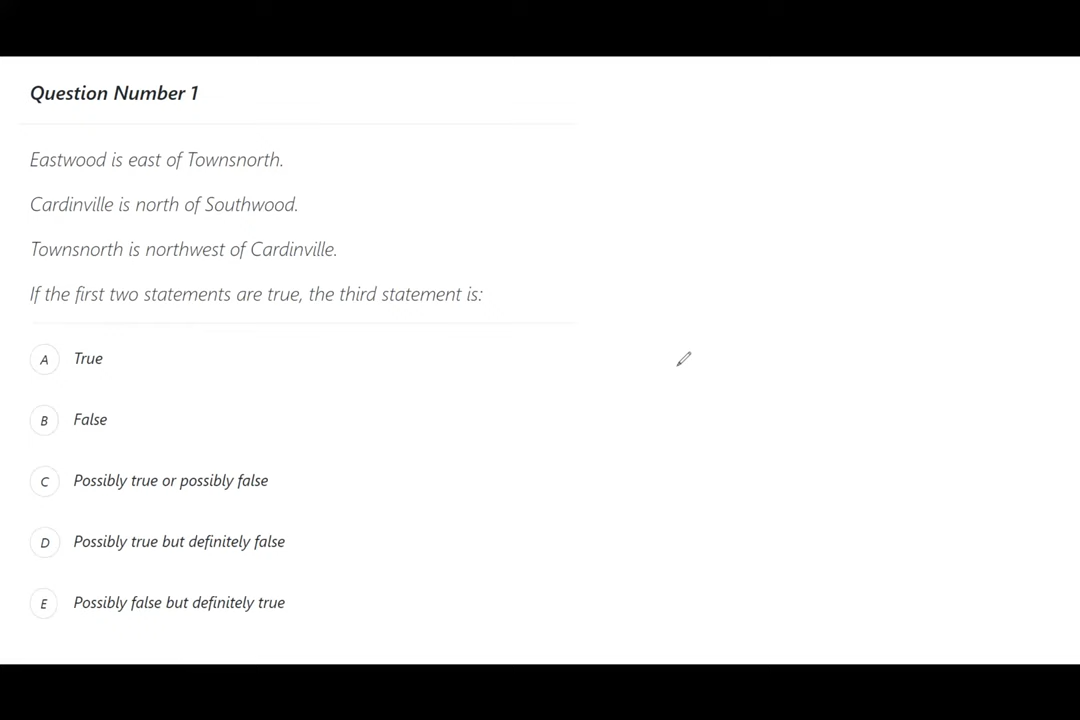 Question Number 1
Eastwood is east of Townsnorth.
Cardinville is north of Southwood.
Townsnorth is northwest of Cardinville.
If the first two statements are true, the third statement is:
A True
B False
C Possibly true or possibly false
D Possibly true but definitely false
E Possibly false but definitely true